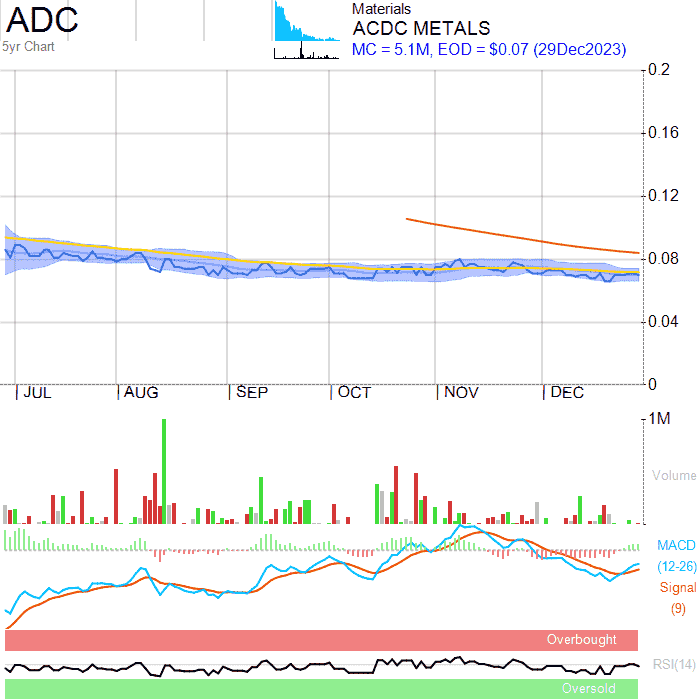 ADC
5yr Chart
Materials
ACDC METALS
MC = 5.1M, EOD = $0.07 (29Dec2023)
0.2
0.16
0.12
0.08
0.04
0
JUL AUG SEP OCT NOV DEC
1M
Volume
MACD
(12-26)
Signal
(9)
Overbought
RSI(14)
Oversold